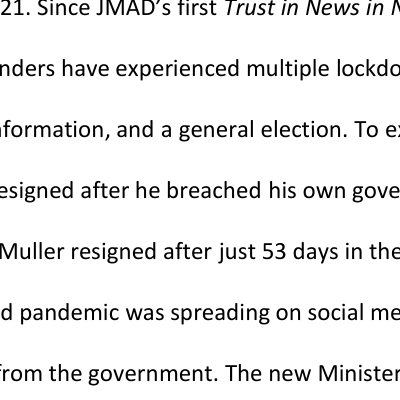 21. Since JMAD’s first Trust in News in N
nders have experienced multiple lockdo
nformation, and a general election. To ex
esigned after he breached his own gove
Muller resigned after just 53 days in the
d pandemic was spreading on social me
from the government. The new Minister